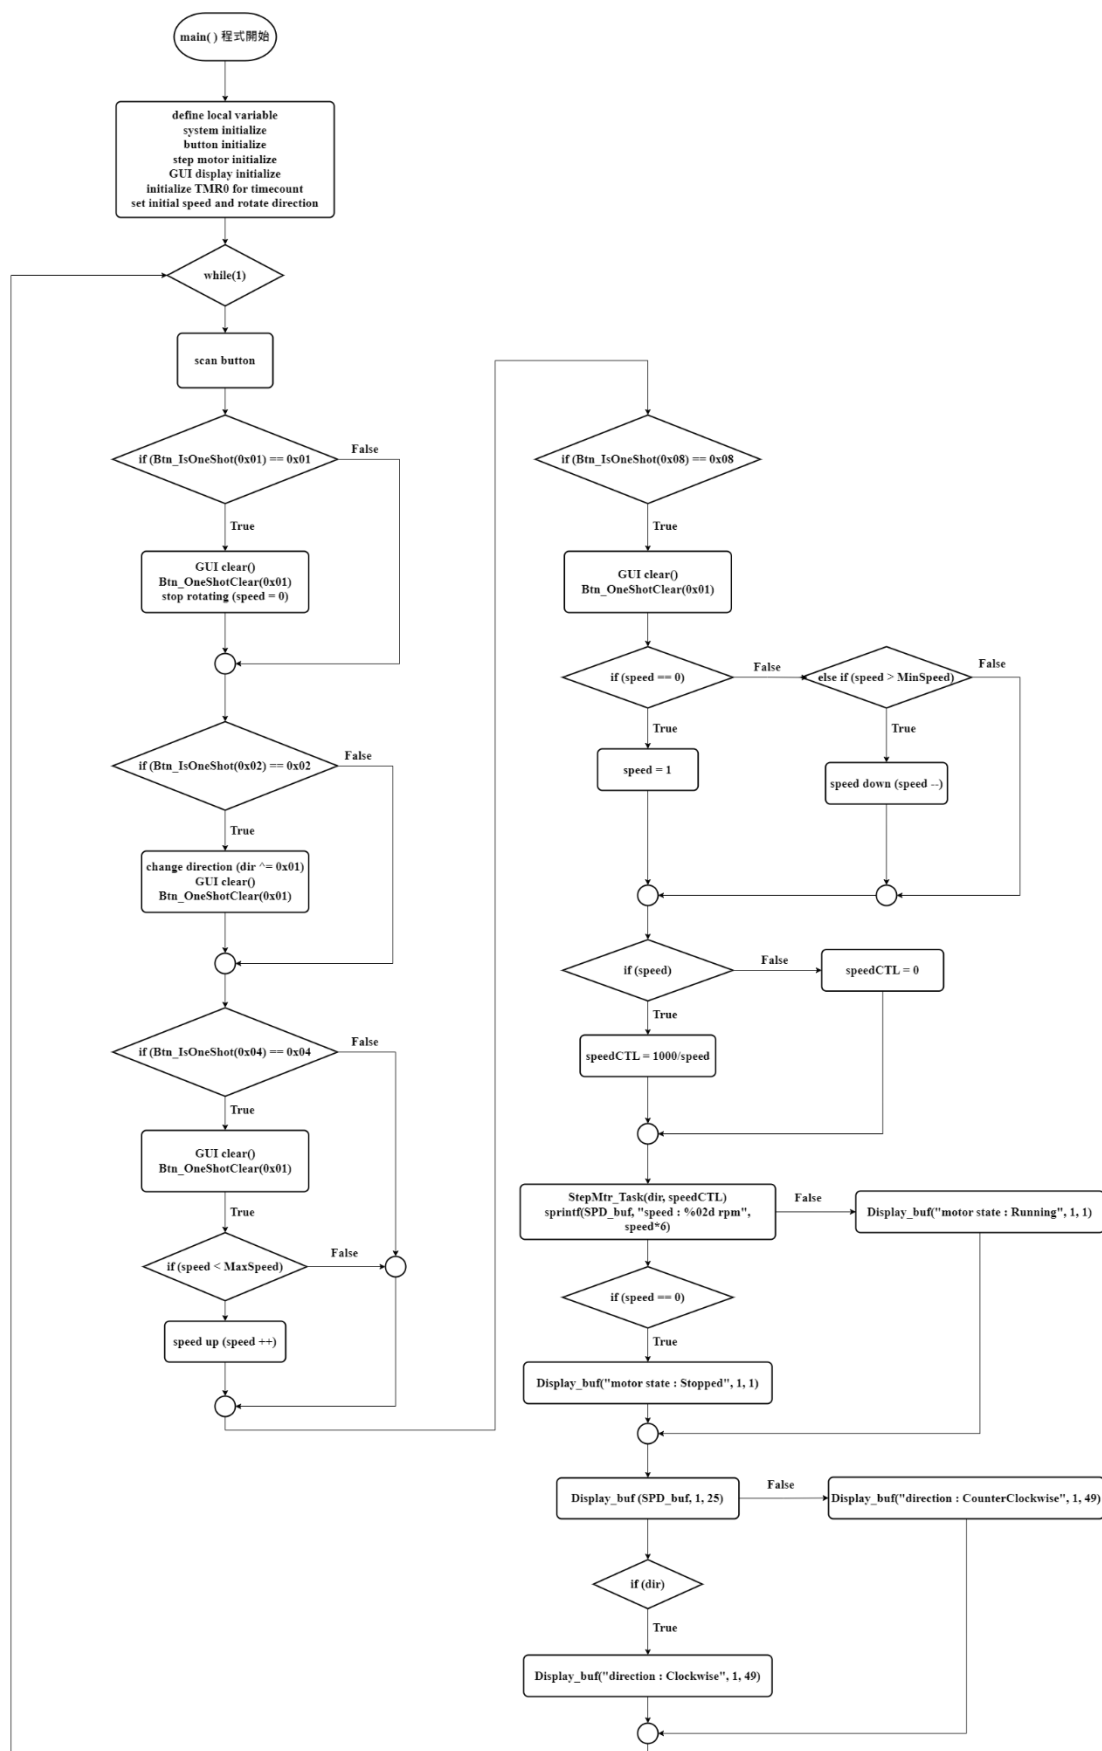 main( ) 程式開始
define local variable
system initialize
button initialize
step motor initialize
GUI display initialize
initialize TMR0 for timecount
set initial speed and rotate direction
while(1)
scan button
if (Btn_IsOneShot(0x01) == 0x01
False
True
GUI clear()
Btn_OneShotClear(0x01)
stop rotating (speed = 0)
if (Btn_IsOneShot(0x02) == 0x02
False
True
change direction (dir ^= 0x01)
GUI clear()
Btn_OneShotClear(0x01)
if (Btn_IsOneShot(0x04) == 0x04
False
True
GUI clear()
Btn_OneShotClear(0x01)
True
if (speed < MaxSpeed)
False
speed up (speed ++)
if (Btn_IsOneShot(0x08) == 0x08
True
GUI clear()
Btn_OneShotClear(0x01)
if (speed == 0)
False
else if (speed > MinSpeed)
False
True
True
speed = 1
speed down (speed --)
if (speed)
False
speedCTL = 0
True
speedCTL = 1000/speed
StepMtr_Task(dir, speedCTL)
sprintf(SPD_buf, "speed : %02d rpm",
speed*6)
False
Display_buf("motor state : Running", 1, 1)
if (speed == 0)
True
Display_buf("motor state : Stopped", 1, 1)
Display_buf (SPD_buf, 1, 25)
False
Display_buf("direction : CounterClockwise", 1, 49)
if (dir)
True
Display_buf("direction : Clockwise", 1, 49)